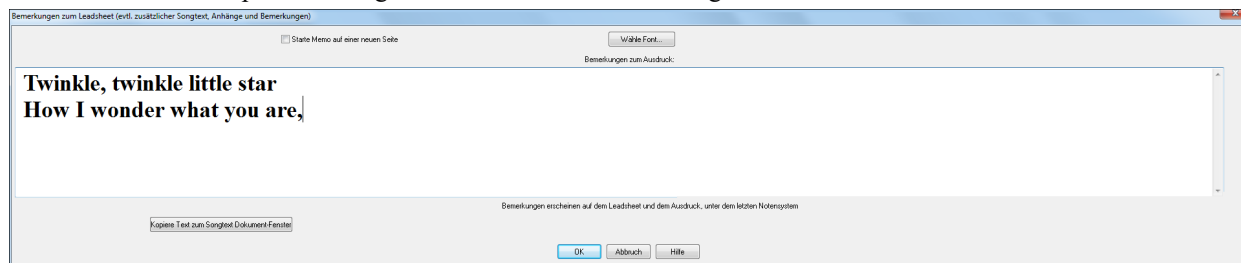 Bemerkungen zum Leadsheet (evtl. zusätzlicher Songtext, Anhänge und Bemerkungen)
Starte Memo auf einer neuen Seite
Wähle Font...
Bemerkungen zum Ausdruck:
Twinkle, twinkle little star
How I wonder what you are,
Bemerkungen erscheinen auf dem Leadsheet und dem Ausdruck, unter dem letzten Notensystem
Kopiere Text zum Songtext Dokument-Fenster
OK Abbruch Hilfe